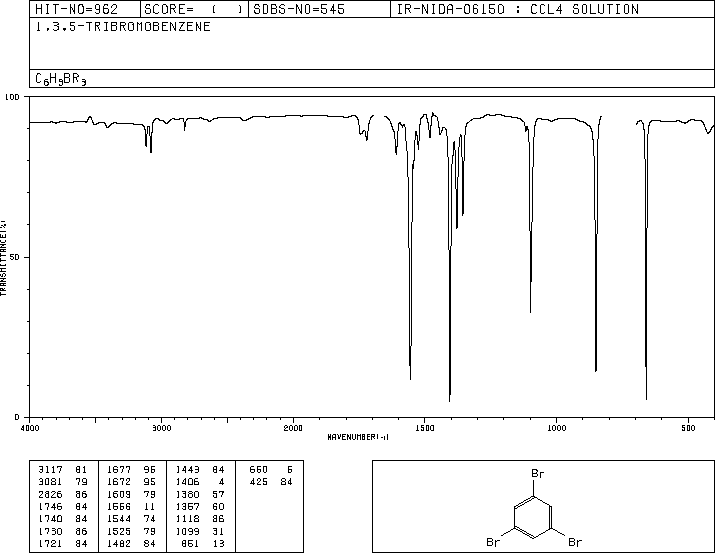 HIT-NO=962 SCORE= ( ) SDBS-NO=545 IR-NIDA-06150 : CCL4 SOLUTION
1,3,5-TRIBROMOBENZENE
C6H3BR3
100
50
0
TRANSMITTANCE(%)
4000 3000 2000 1500 1000 500
WAVENUMBER(-1)
3117 81 1677 96 1443 84 660 5
3081 79 1672 95 1406 4 425 84
2826 86 1609 79 1380 57
1746 84 1556 11 1357 60
1740 84 1544 74 1118 86
1730 86 1525 79 1099 31
1721 84 1482 84 851 13
Br
Br Br